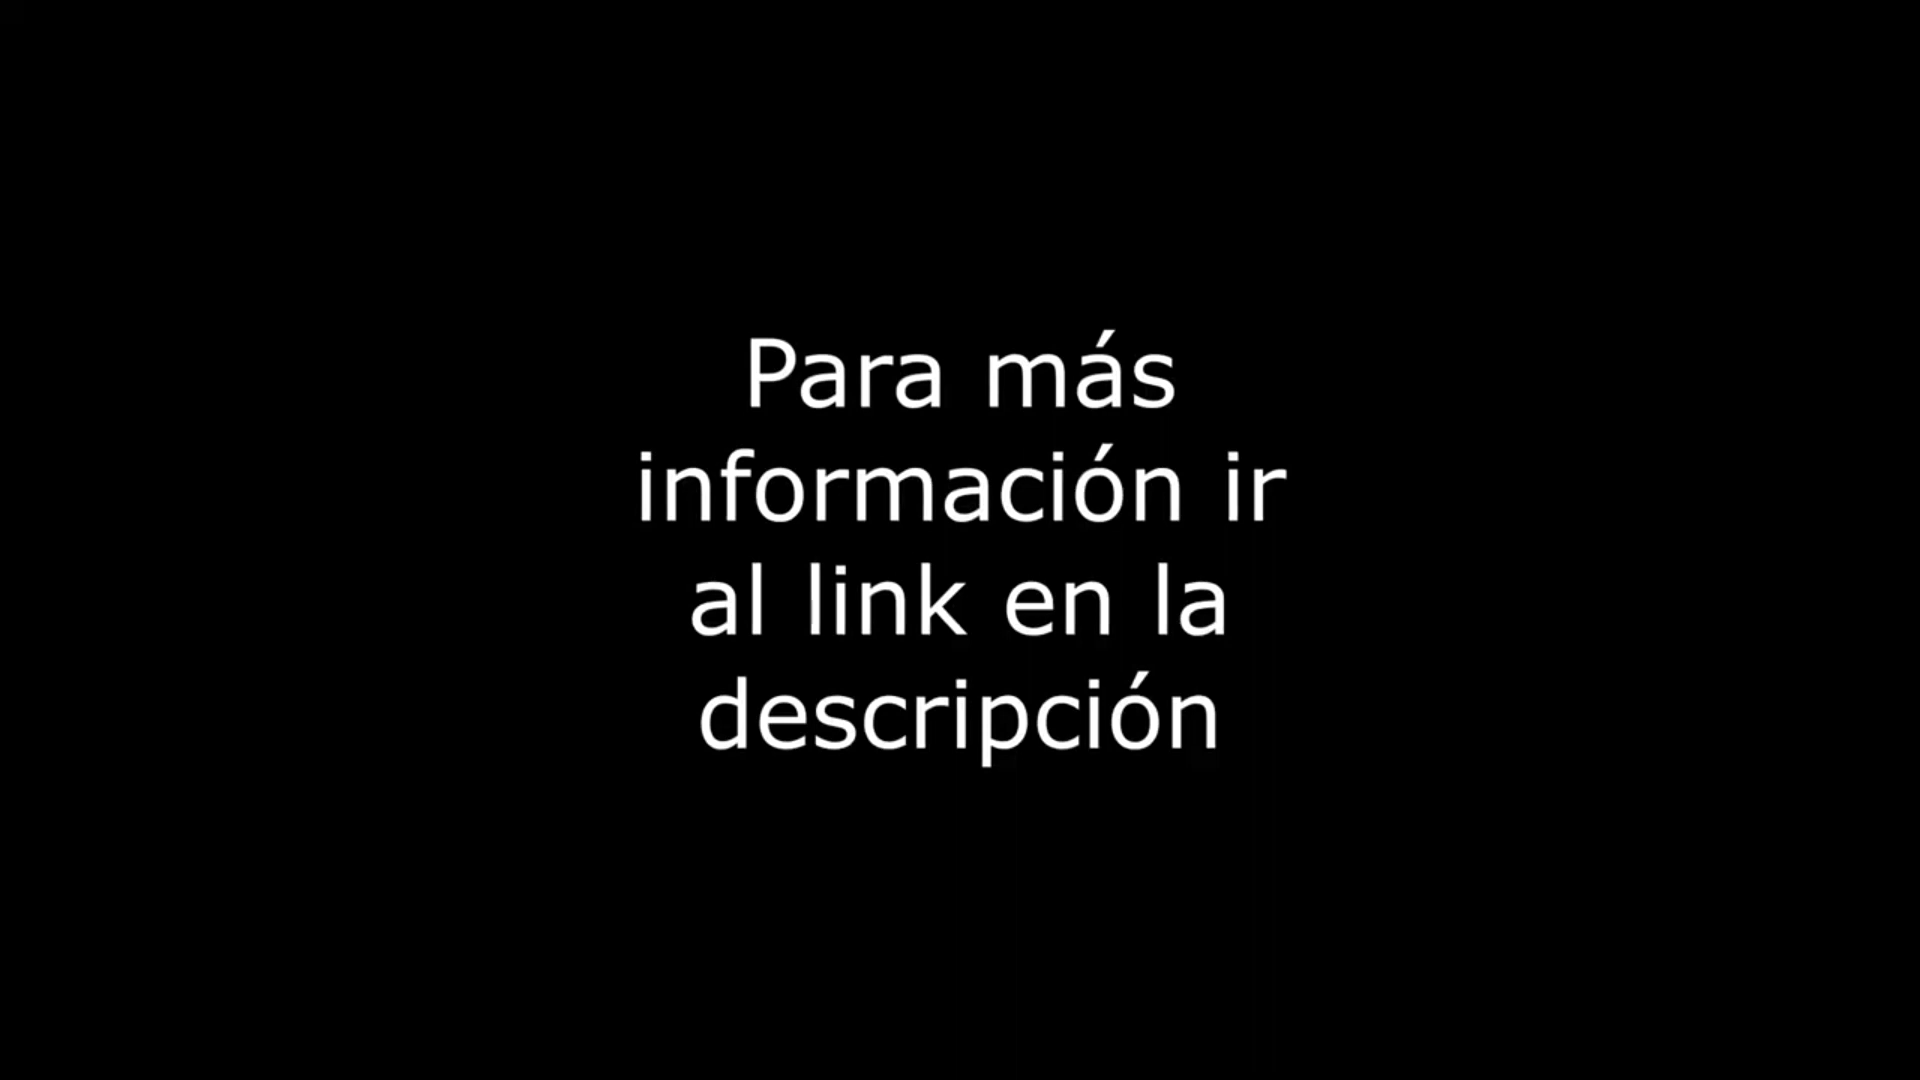 Para más
información ir
al link en la
descripción